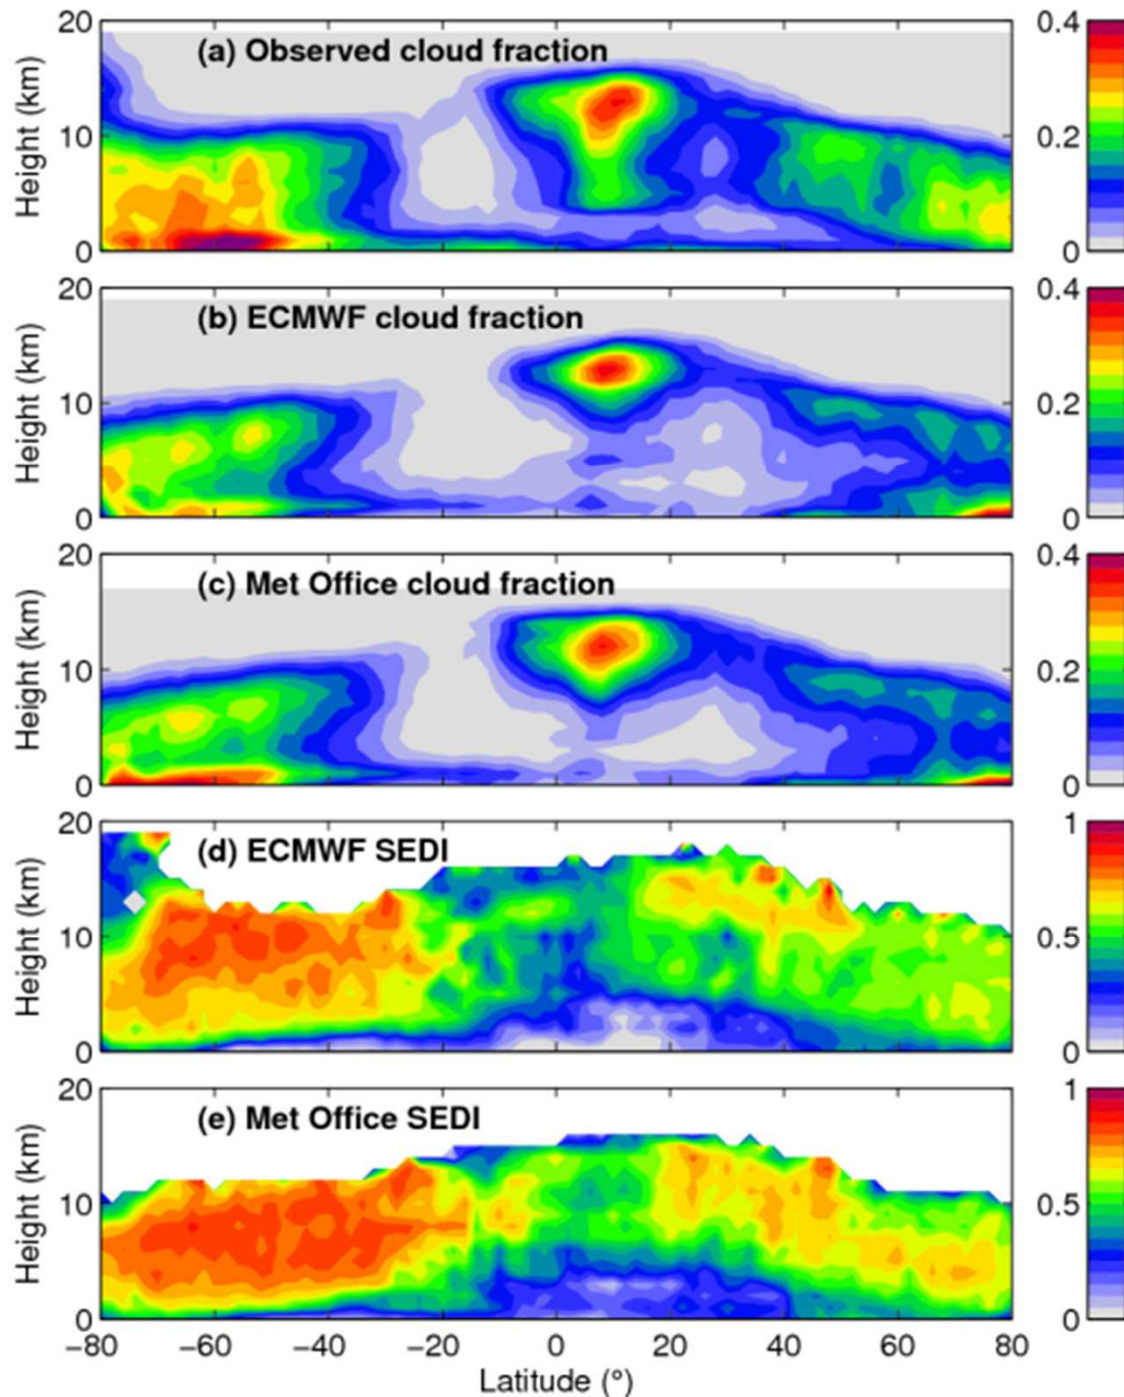 20 (a) Observed cloud fraction 0.4
Height (km)
10 0.2
0 0
20 (b) ECMWF cloud fraction 0.4
Height (km)
10 0.2
0 0
20 (c) Met Office cloud fraction 0.4
Height (km)
10 0.2
0 0
20 (d) ECMWF SEDI 1
Height (km)
10 0.5
0 0
20 (e) Met Office SEDI 1
Height (km)
10 0.5
0 0
−80 −60 −40 −20 0 20 40 60 80
Latitude (°)